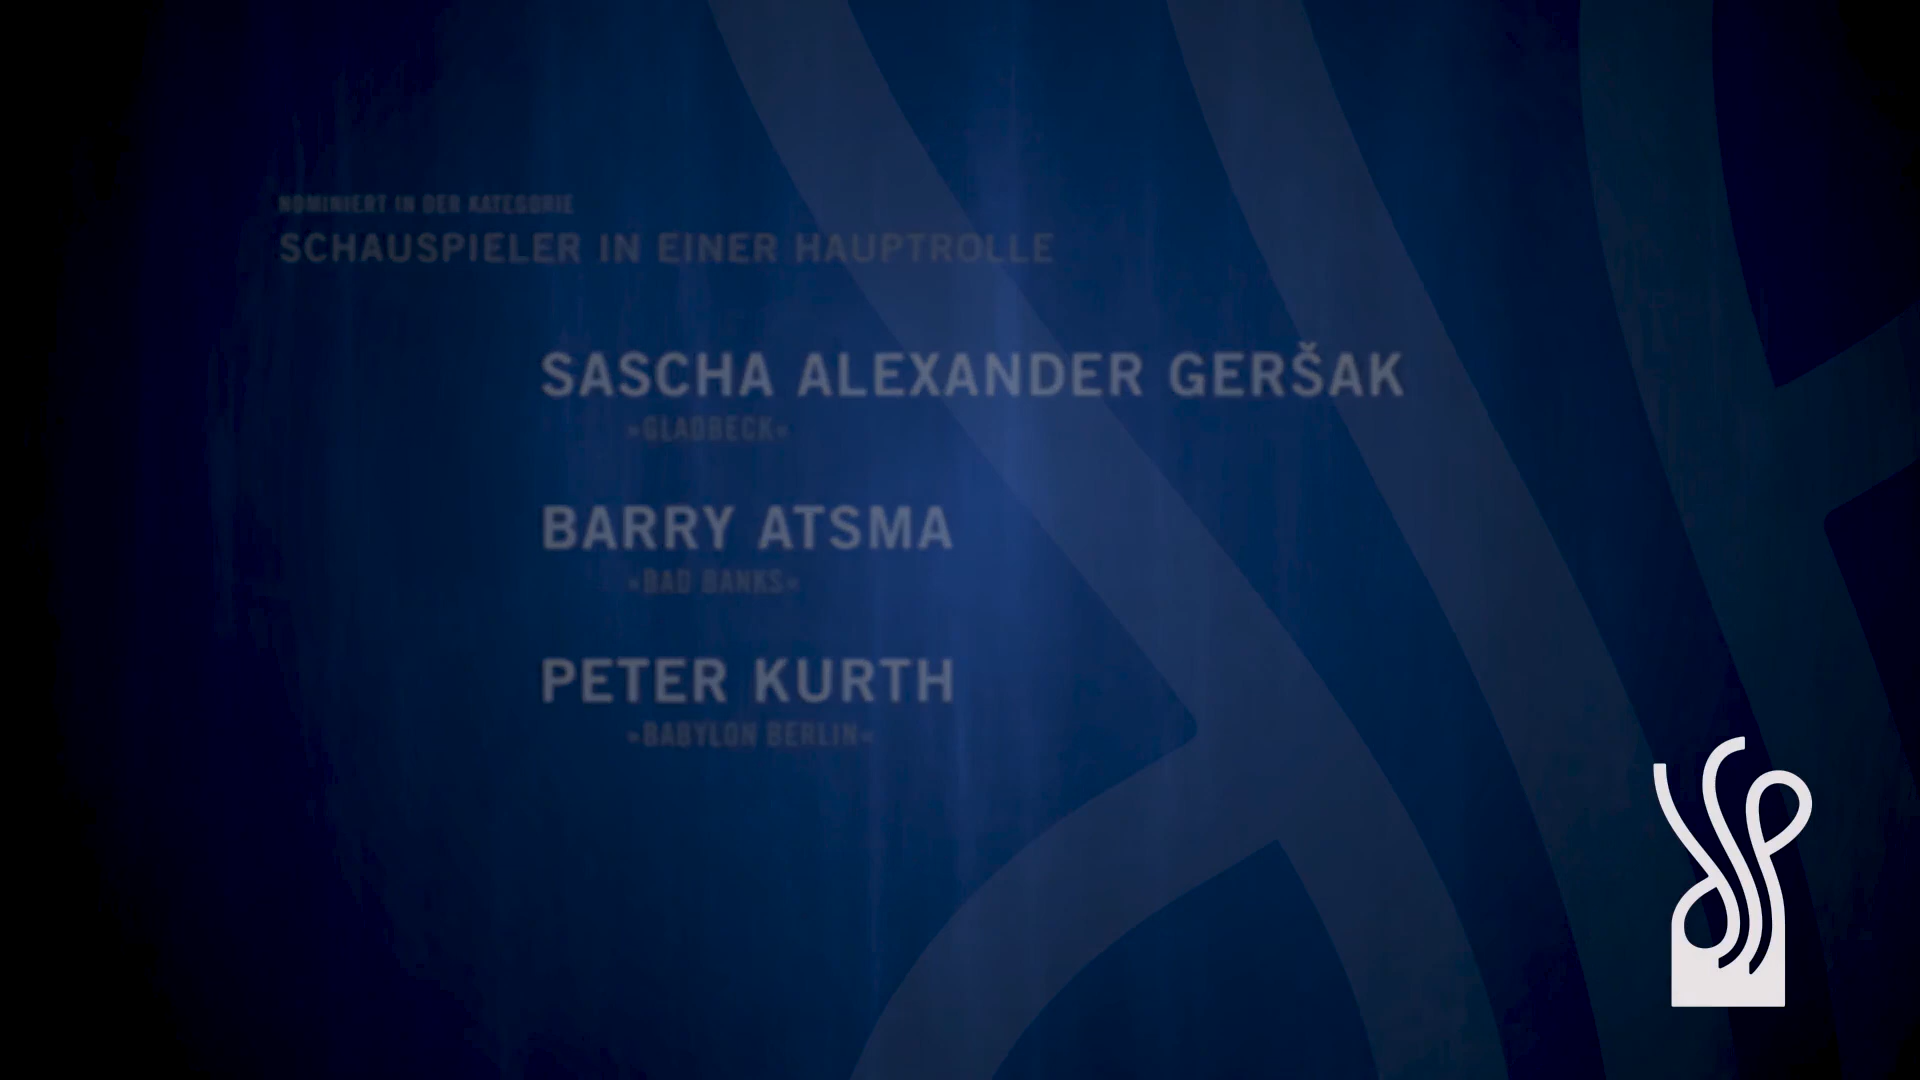 NOMINIERT IN DER KATEGORIE
SCHAUSPIELER IN EINER HAUPTROLLE
SASCHA ALEXANDER GERŠAK
»GLADBECK«
BARRY ATSMA
»BAD BANKS«
PETER KURTH
»BABYLON BERLIN«